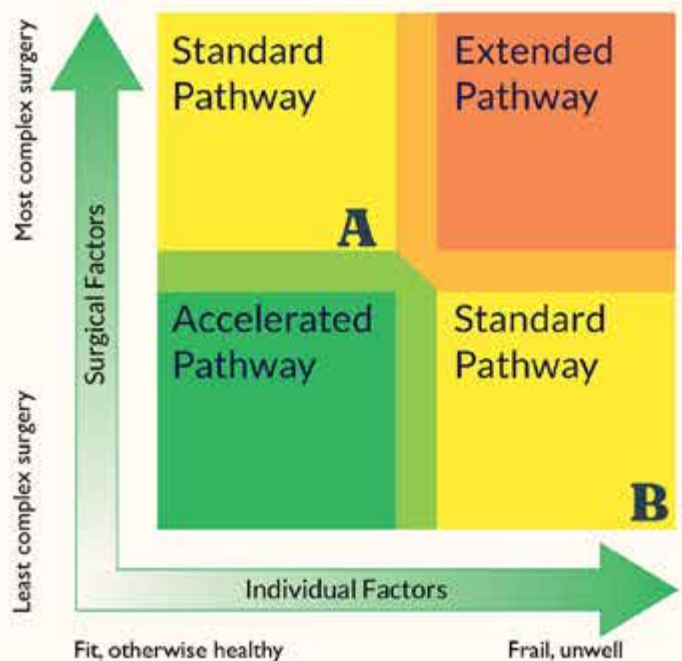 Most complex surgery
Surgical Factors
Least complex surgery
Standard
Pathway
A
Extended
Pathway
Accelerated
Pathway
Standard
Pathway
B
Individual Factors
Fit, otherwise healthy
Frail, unwell